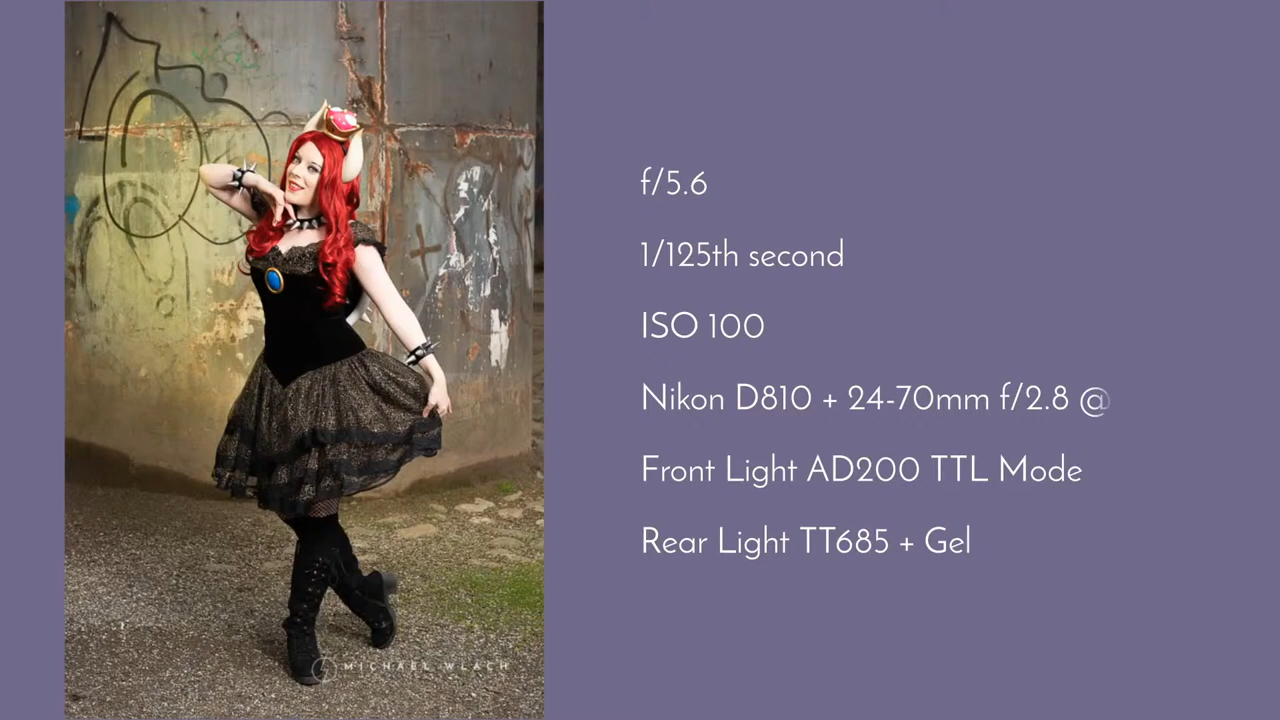 f/5.6
1/125th second
ISO 100
Nikon D810 + 24-70mm f/2.8 @
Front Light AD200 TTL Mode
Rear Light TT685 + Gel
MICHAEL WLACH